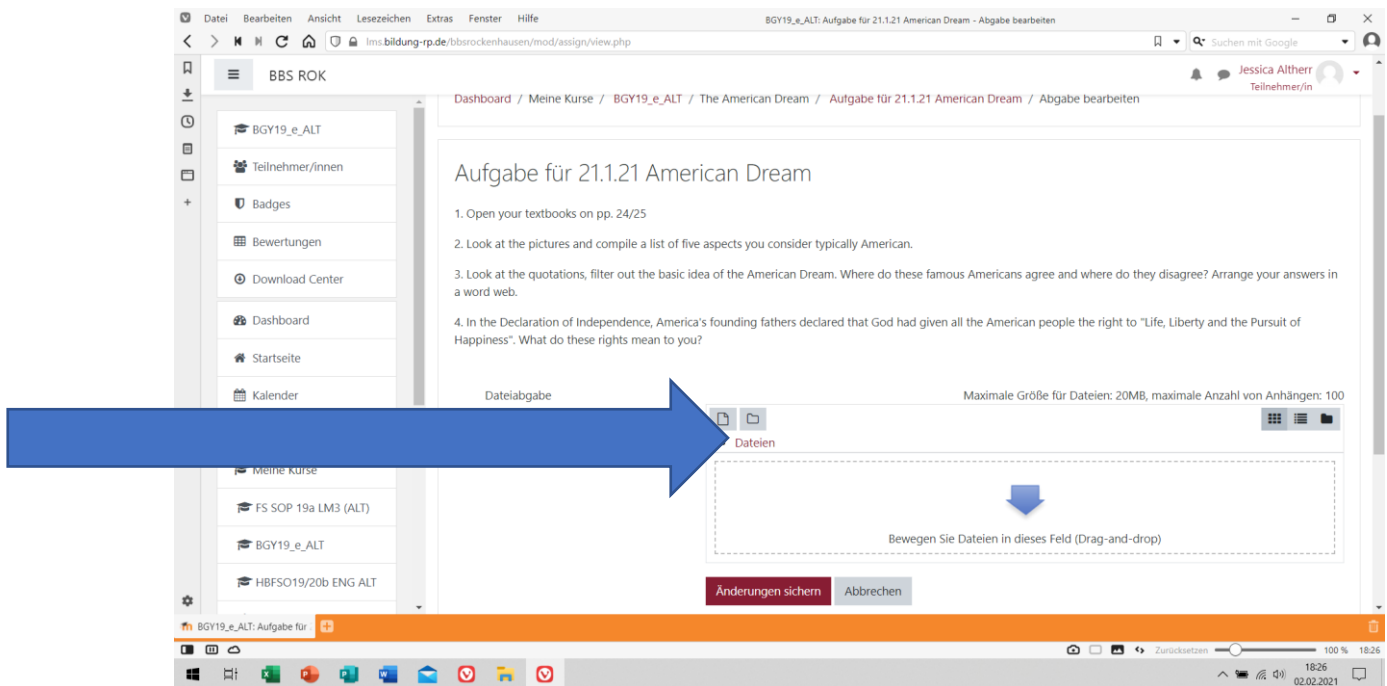 Datei Bearbeiten Ansicht Lesezeichen Extras Fenster Hilfe
BGY19_e_ALT: Aufgabe für 21.1.21 American Dream - Abgabe bearbeiten
lms.bildung-rp.de/bbsrockenhausen/mod/assign/view.php
Suchen mit Google
BBS ROK
Jessica Altherr
Teilnehmer/in
Dashboard / Meine Kurse / BGY19_e_ALT / The American Dream / Aufgabe für 21.1.21 American Dream / Abgabe bearbeiten
BGY19_e_ALT
Teilnehmer/innen
Badges
Bewertungen
Download Center
Dashboard
Startseite
Kalender
Meine Kurse
FS SOP 19a LM3 (ALT)
BGY19_e_ALT
HBFSO19/20b ENG ALT
Aufgabe für 21.1.21 American Dream
1. Open your textbooks on pp. 24/25
2. Look at the pictures and compile a list of five aspects you consider typically American.
3. Look at the quotations, filter out the basic idea of the American Dream. Where do these famous Americans agree and where do they disagree? Arrange your answers in
a word web.
4. In the Declaration of Independence, America's founding fathers declared that God had given all the American people the right to "Life, Liberty and the Pursuit of
Happiness". What do these rights mean to you?
Dateiabgabe
Maximale Größe für Dateien: 20MB, maximale Anzahl von Anhängen: 100
Dateien
Bewegen Sie Dateien in dieses Feld (Drag-and-drop)
Änderungen sichern Abbrechen
BGY19_e_ALT: Aufgabe für
Zurücksetzen 100 % 18:26
18:26
02.02.2021